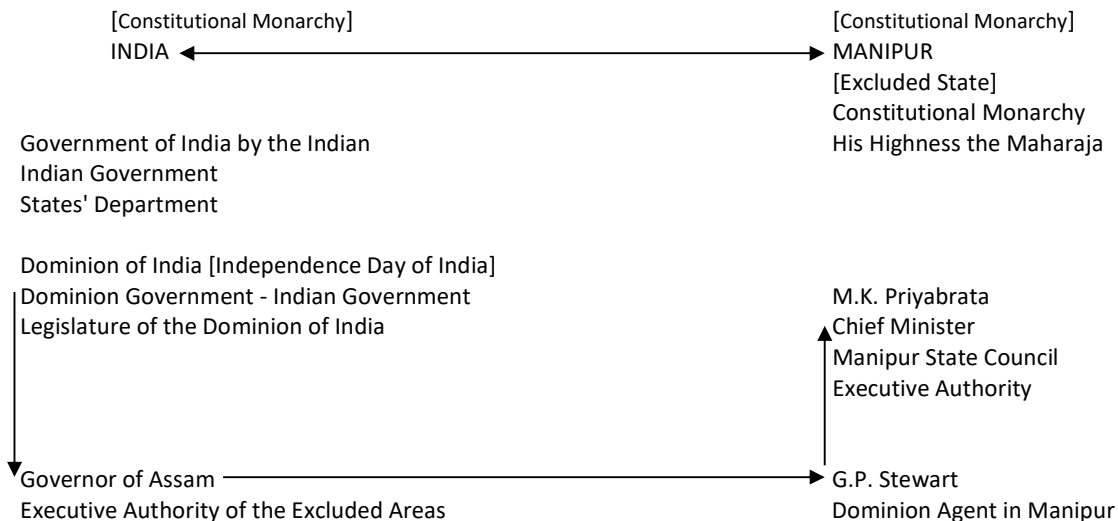 [Constitutional Monarchy]
INDIA
Government of India by the Indian
Indian Government
States' Department
Dominion of India [Independence Day of India]
Dominion Government - Indian Government
Legislature of the Dominion of India
Governor of Assam
Executive Authority of the Excluded Areas
[Constitutional Monarchy]
MANIPUR
[Excluded State]
Constitutional Monarchy
His Highness the Maharaja
M.K. Priyabrata
Chief Minister
Manipur State Council
Executive Authority
G.P. Stewart
Dominion Agent in Manipur